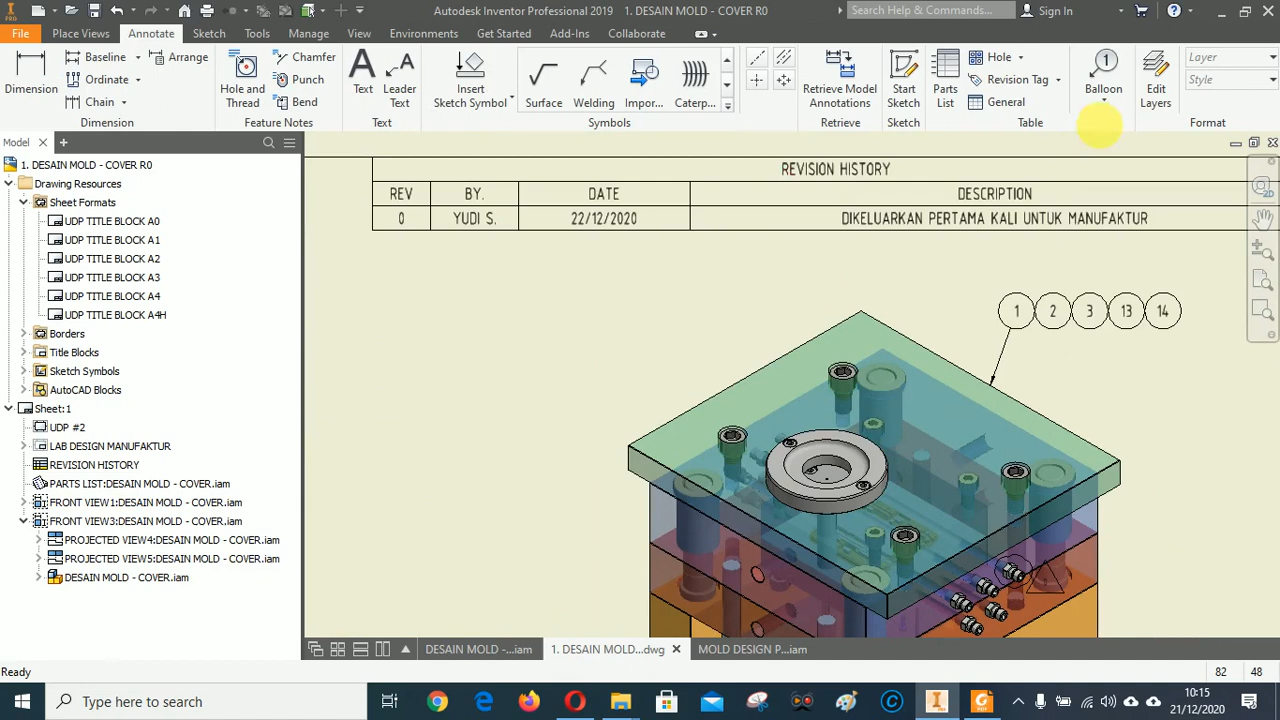 Autodesk Inventor Professional 2019 1. DESAIN MOLD - COVER R0
Search Help & Commands...
Sign In
PRO
File Place Views Annotate Sketch Tools Manage View Environments Get Started Add-Ins Collaborate
Dimension
Baseline
Arrange
Ordinate
Chain
Dimension
Hole and Thread
Chamfer
Punch
Bend
Feature Notes
Text
Leader Text
Text
Insert Sketch Symbol
Surface Welding Impor... Caterp...
Symbols
Retrieve Model Annotations
Retrieve
Start Sketch
Sketch
Parts List
Hole
Revision Tag
General
Table
Balloon
Edit Layers
Layer
Style
Format
Model
1. DESAIN MOLD - COVER R0
Drawing Resources
Sheet Formats
UDP TITLE BLOCK A0
UDP TITLE BLOCK A1
UDP TITLE BLOCK A2
UDP TITLE BLOCK A3
UDP TITLE BLOCK A4
UDP TITLE BLOCK A4H
Borders
Title Blocks
Sketch Symbols
AutoCAD Blocks
Sheet:1
UDP #2
LAB DESIGN MANUFAKTUR
REVISION HISTORY
PARTS LIST:DESAIN MOLD - COVER.iam
FRONT VIEW1:DESAIN MOLD - COVER.iam
FRONT VIEW3:DESAIN MOLD - COVER.iam
PROJECTED VIEW4:DESAIN MOLD - COVER.iam
PROJECTED VIEW5:DESAIN MOLD - COVER.iam
DESAIN MOLD - COVER.iam
REVISION HISTORY
REV BY. DATE DESCRIPTION
0 YUDI S. 22/12/2020 DIKELUARKAN PERTAMA KALI UNTUK MANUFAKTUR
1 2 3 13 14
2D
DESAIN MOLD -...iam 1. DESAIN MOLD...dwg MOLD DESIGN P...iam
Ready
82 48
Type here to search
10:15
21/12/2020